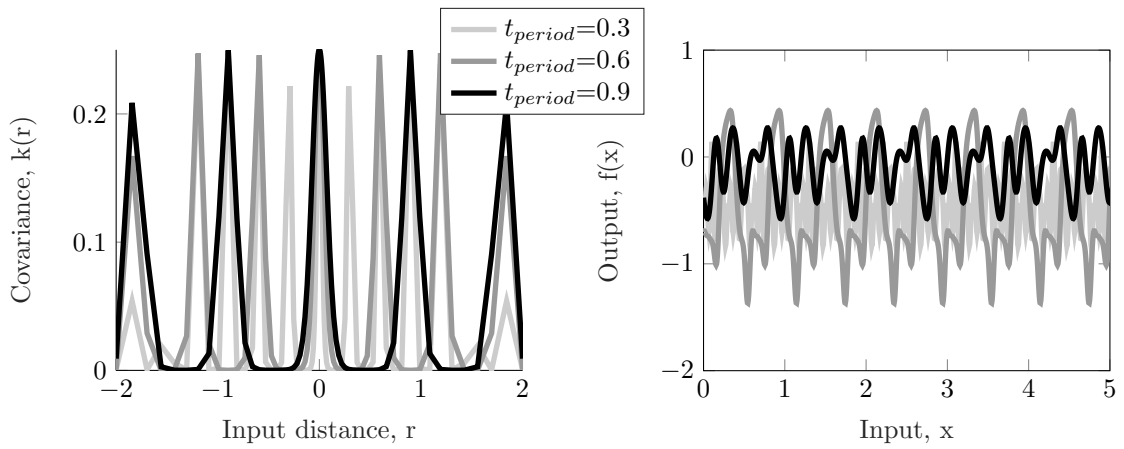 t_period=0.3
t_period=0.6
t_period=0.9
0.2
0.1
0
−2 −1 0 1 2
Covariance, k(r)
Input distance, r
1
0
−1
−2
0 1 2 3 4 5
Output, f(x)
Input, x